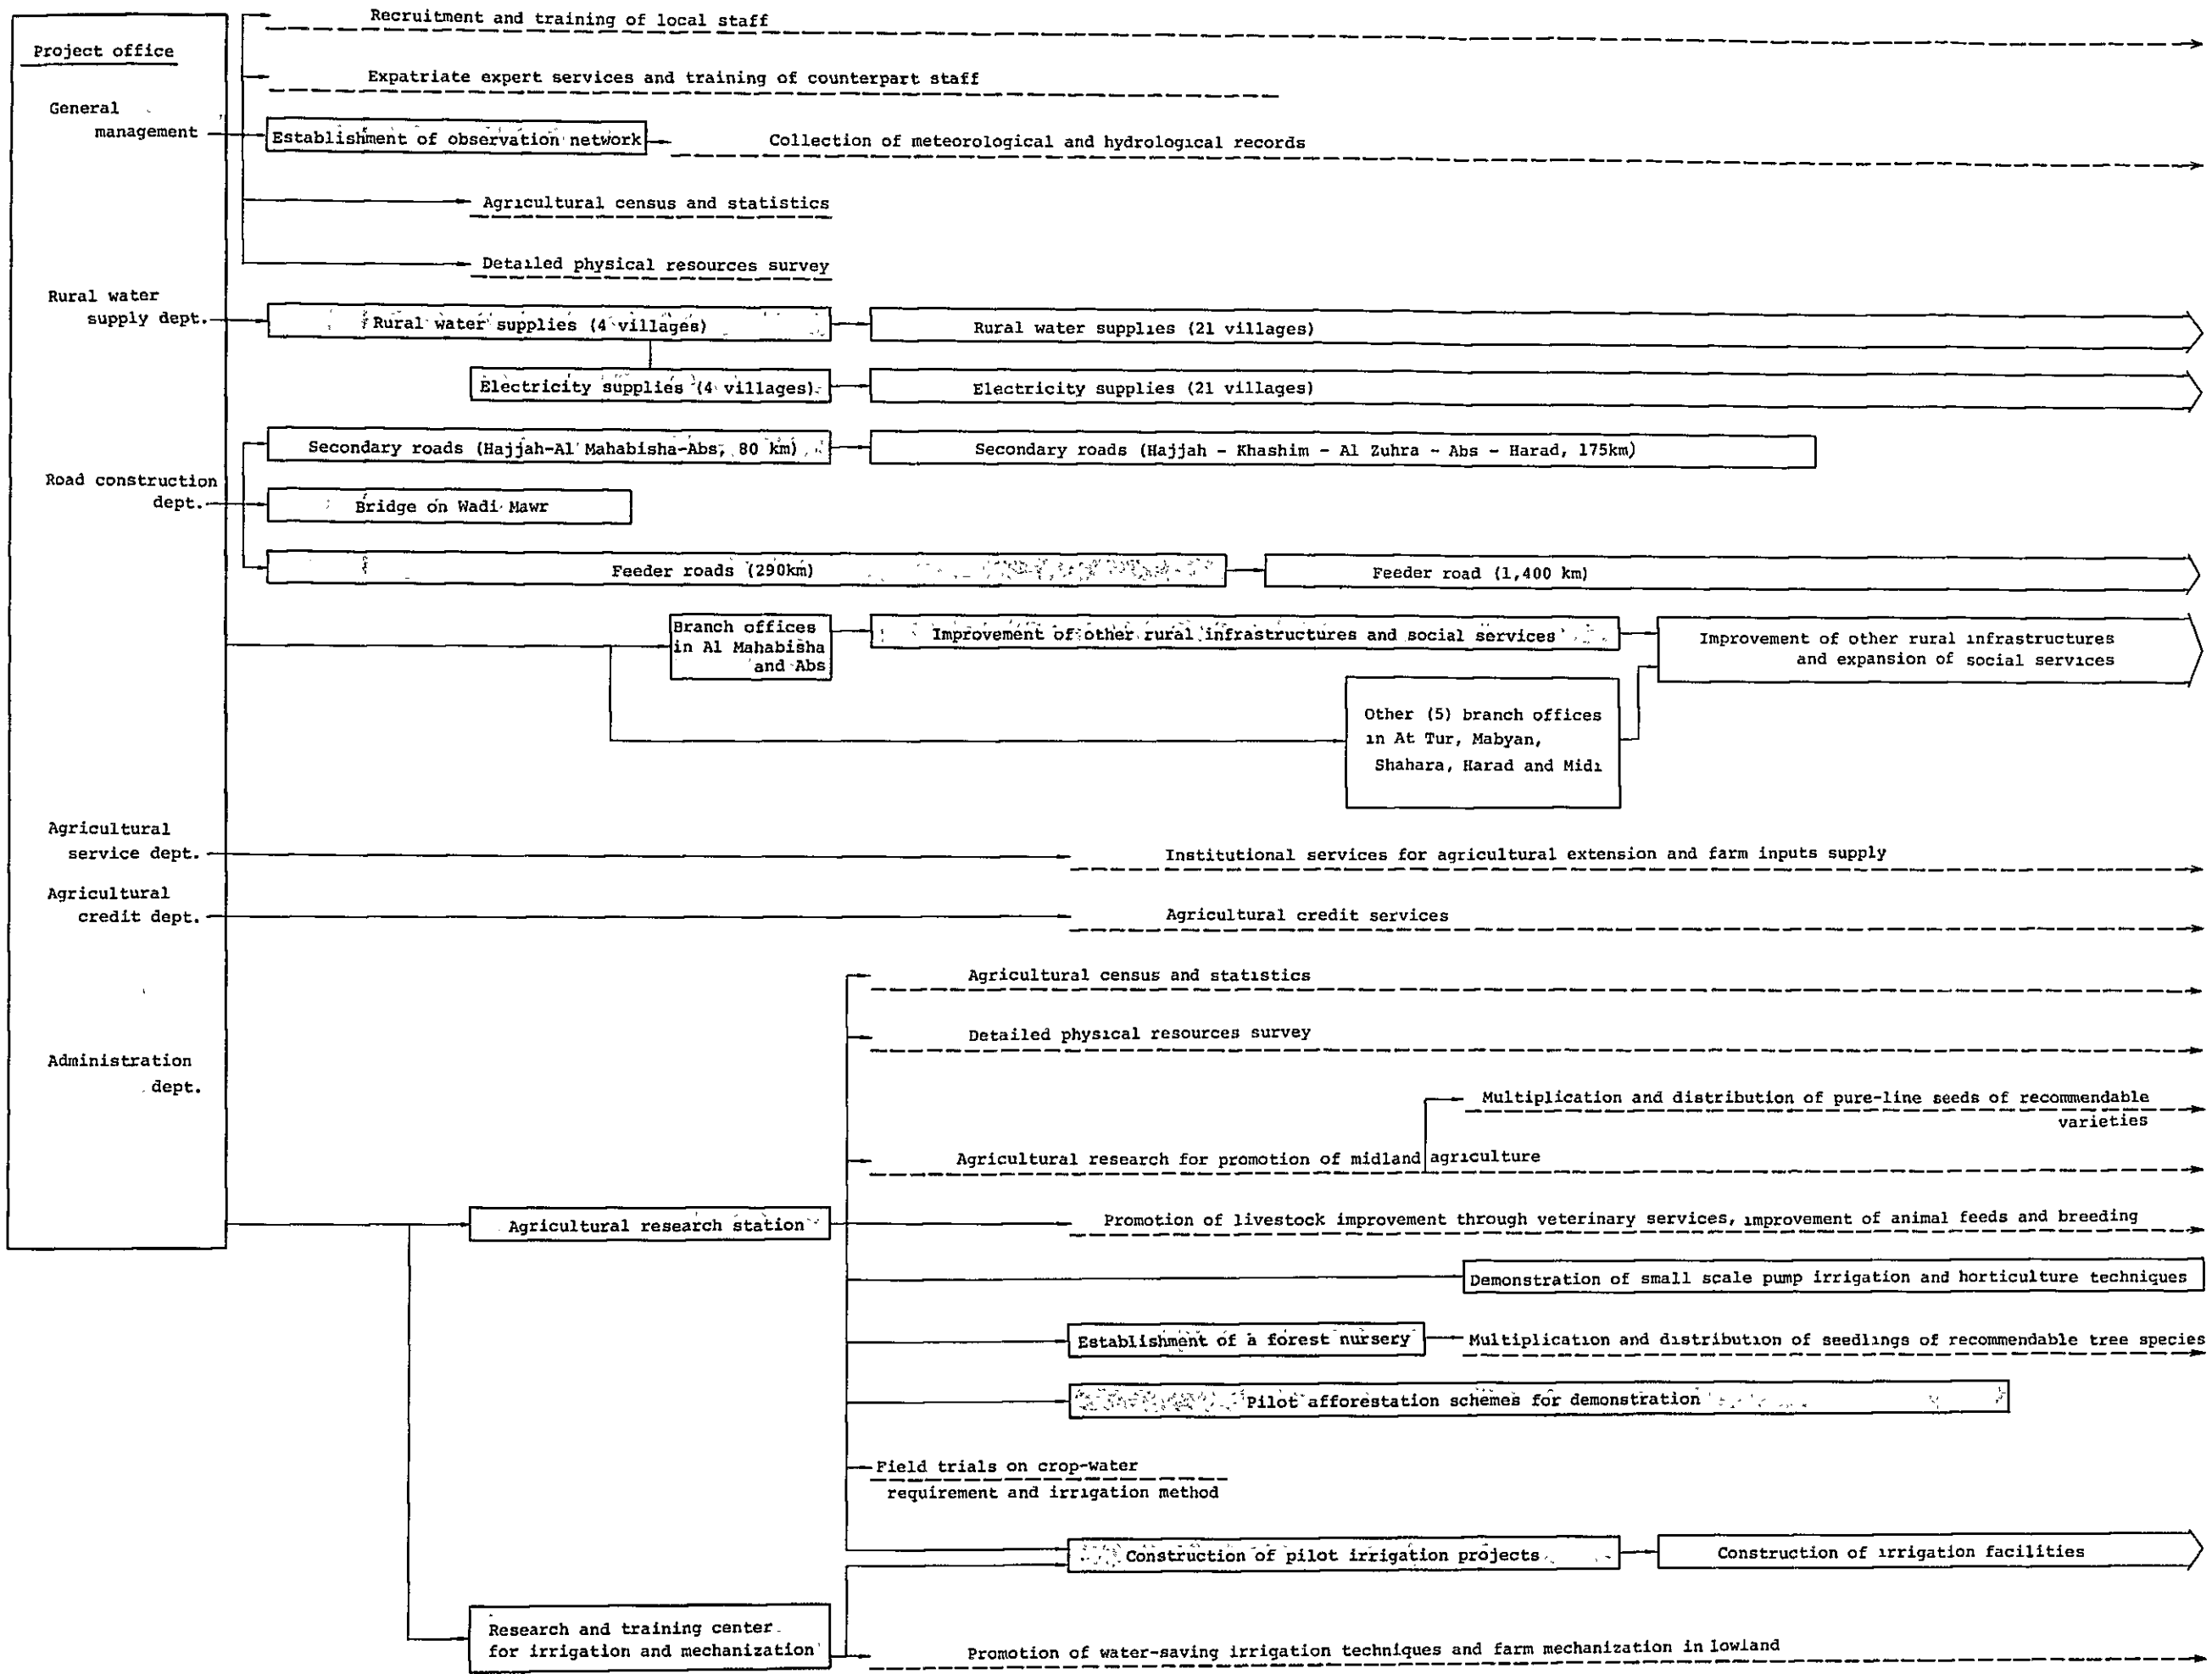 Project office
General
management
Rural water
supply dept.
Road construction
dept.
Agricultural
service dept.
Agricultural
credit dept.
Administration
dept.
Recruitment and training of local staff
Expatriate expert services and training of counterpart staff
Establishment of observation network
Collection of meteorological and hydrological records
Agricultural census and statistics
Detailed physical resources survey
Rural water supplies (4 villages)
Rural water supplies (21 villages)
Electricity supplies (4 villages)
Electricity supplies (21 villages)
Secondary roads (Hajjah-Al Mahabisha-Abs, 80 km)
Secondary roads (Hajjah - Khashim - Al Zuhra - Abs - Harad, 175km)
Bridge on Wadi Mawr
Feeder roads (290km)
Feeder road (1,400 km)
Branch offices
in Al Mahabisha
and Abs
Improvement of other rural infrastructures and social services
Improvement of other rural infrastructures
and expansion of social services
Other (5) branch offices
in At Tur, Mabyan,
Shahara, Harad and Midi
Institutional services for agricultural extension and farm inputs supply
Agricultural credit services
Agricultural census and statistics
Detailed physical resources survey
Multiplication and distribution of pure-line seeds of recommendable
varieties
Agricultural research for promotion of midland agriculture
Agricultural research station
Promotion of livestock improvement through veterinary services, improvement of animal feeds and breeding
Demonstration of small scale pump irrigation and horticulture techniques
Establishment of a forest nursery
Multiplication and distribution of seedlings of recommendable tree species
Pilot afforestation schemes for demonstration
Field trials on crop-water
requirement and irrigation method
Construction of pilot irrigation projects
Construction of irrigation facilities
Research and training center
for irrigation and mechanization
Promotion of water-saving irrigation techniques and farm mechanization in lowland